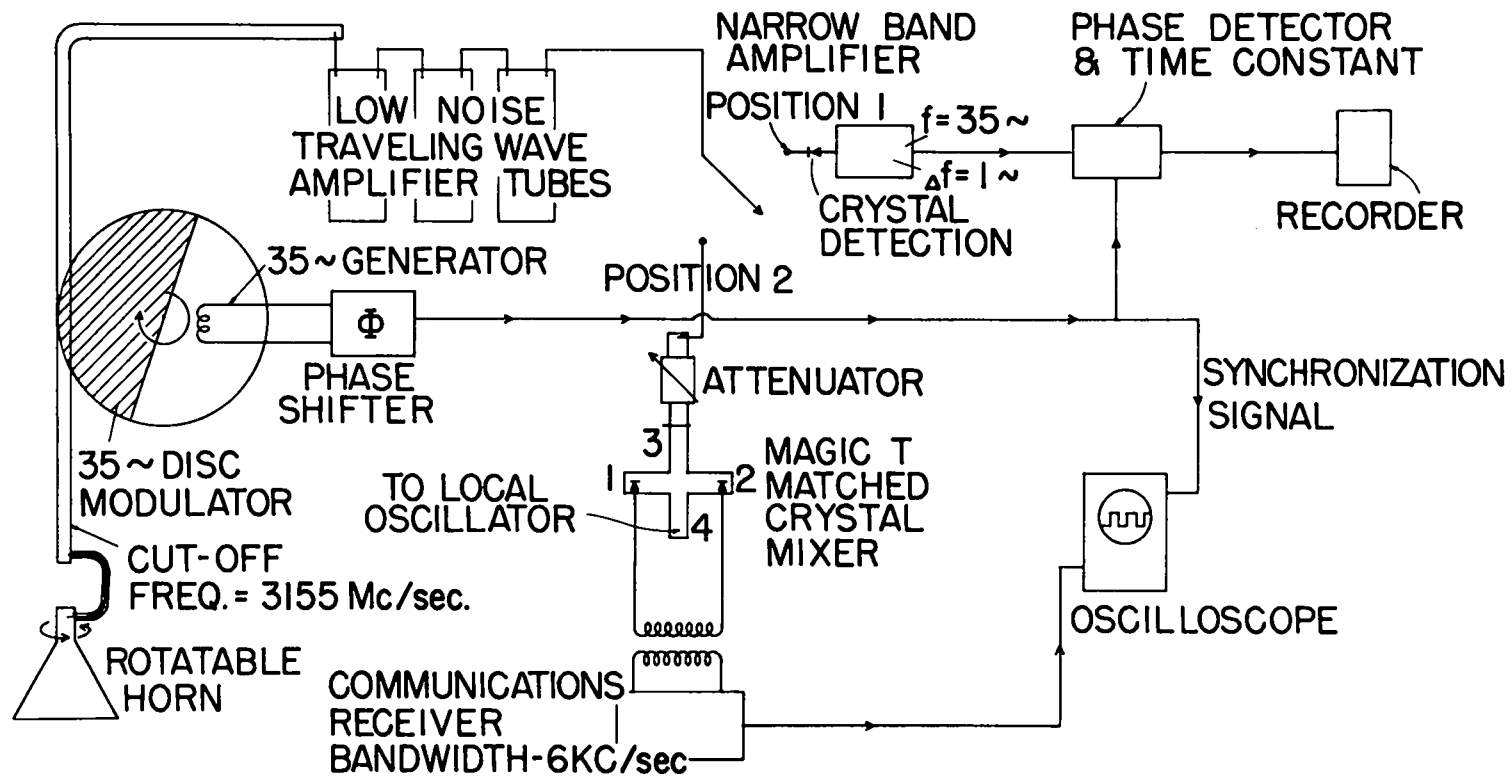 NARROW BAND
AMPLIFIER
POSITION 1
f=35~
Δf=1~
CRYSTAL
DETECTION
PHASE DETECTOR
& TIME CONSTANT
RECORDER
LOW NOISE
TRAVELING WAVE
AMPLIFIER TUBES
35~GENERATOR
Φ
PHASE
SHIFTER
POSITION 2
ATTENUATOR
3
1
2
4
MAGIC T
MATCHED
CRYSTAL
MIXER
TO LOCAL
OSCILLATOR
SYNCHRONIZATION
SIGNAL
OSCILLOSCOPE
35~DISC
MODULATOR
CUT-OFF
FREQ.= 3155 Mc/sec.
ROTATABLE
HORN
COMMUNICATIONS
RECEIVER
BANDWIDTH-6KC/sec